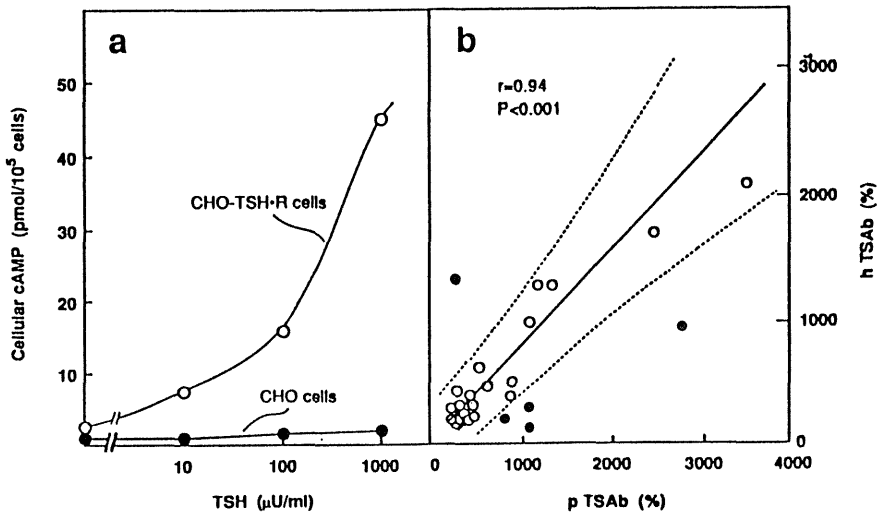 a
50
40
30
20
10
Cellular cAMP (pmol/10⁵ cells)
CHO-TSH•R cells
CHO cells
10
100
1000
TSH (μU/ml)
b
r=0.94
P<0.001
3000
2000
1000
0
h TSAb (%)
0
1000
2000
3000
4000
p TSAb (%)